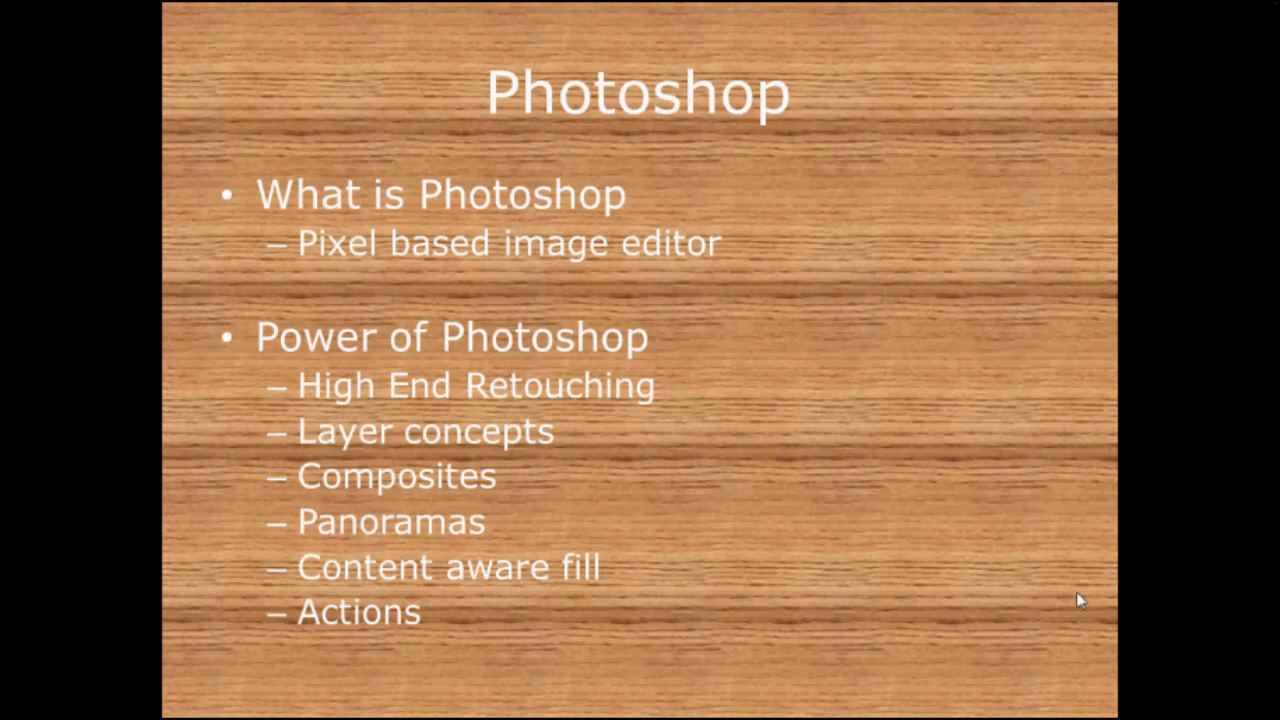 Photoshop
• What is Photoshop
– Pixel based image editor
• Power of Photoshop
– High End Retouching
– Layer concepts
– Composites
– Panoramas
– Content aware fill
– Actions